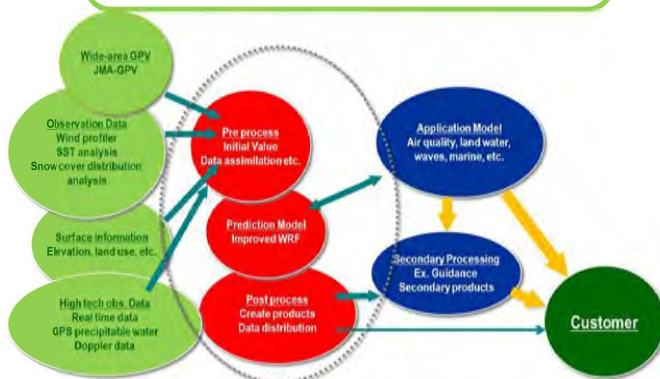 Wide-area GPV
JMA-GPV
Observation Data
Wind profiler
SST analysis
Snow cover distribution
analysis
Surface information
Elevation, land use, etc.
High tech obs. Data
Real time data
GPS precipitable water
Doppler data
Pre process
Initial Value
Data assimilation etc.
Prediction Model
Improved WRF
Post process
Create products
Data distribution
Application Model
Air quality, land water,
waves, marine, etc.
Secondary Processing
Ex. Guidance
Secondary products
Customer